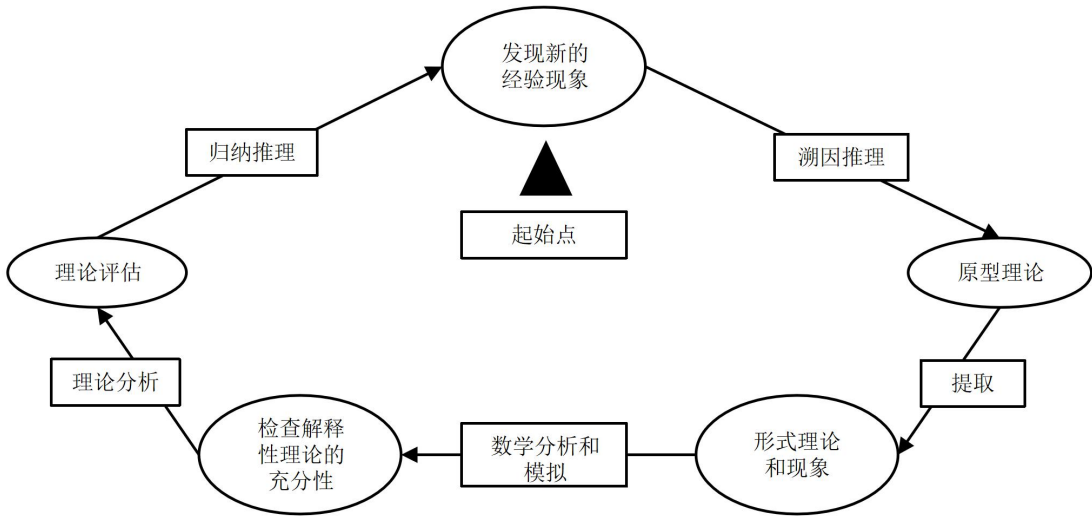 发现新的
经验现象
归纳推理
溯因推理
起始点
理论评估
原型理论
理论分析
提取
检查解释
性理论的
充分性
数学分析和
模拟
形式理论
和现象